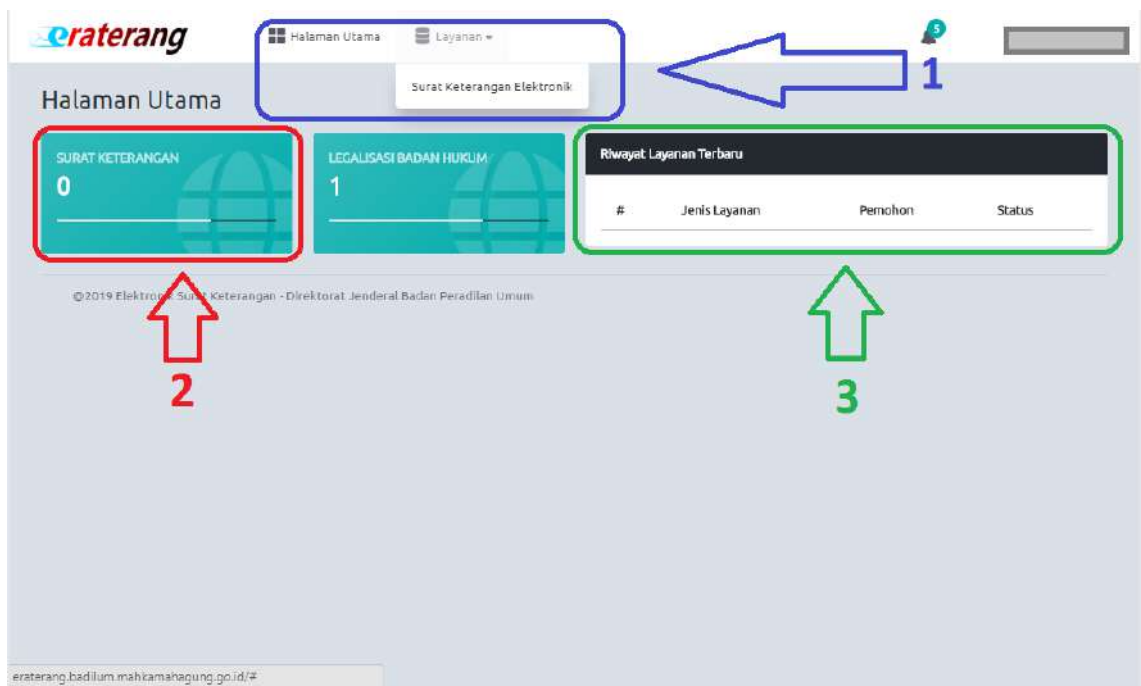 eraterang
Halaman Utama
Layanan
5
Surat Keterangan Elektronik
1
Halaman Utama
SURAT KETERANGAN
0
LEGALISASI BADAN HUKUM
1
Riwayat Layanan Terbaru
# Jenis Layanan Pemohon Status
©2019 Elektronik Surat Keterangan - Direktorat Jenderal Badan Peradilan Umum
2
3
eraterang.badilum.mahkamahagung.go.id/#